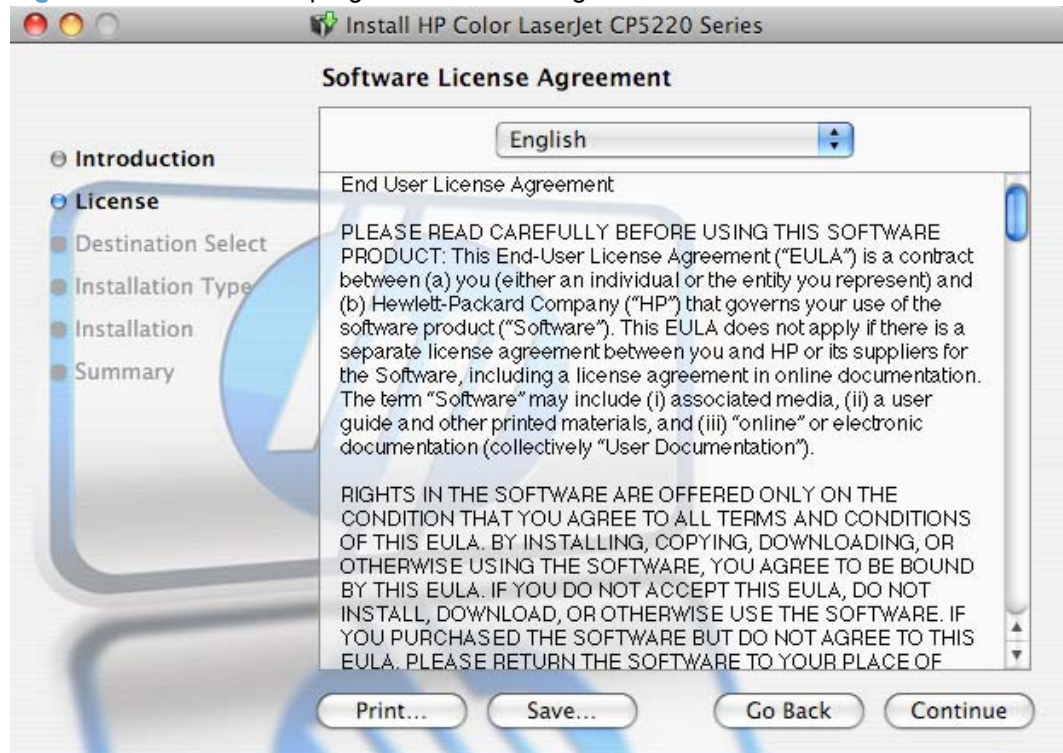 Install HP Color LaserJet CP5220 Series
Software License Agreement
English
Introduction
License
Destination Select
Installation Type
Installation
Summary
End User License Agreement
PLEASE READ CAREFULLY BEFORE USING THIS SOFTWARE
PRODUCT: This End-User License Agreement (“EULA”) is a contract
between (a) you (either an individual or the entity you represent) and
(b) Hewlett-Packard Company (“HP”) that governs your use of the
software product (“Software”). This EULA does not apply if there is a
separate license agreement between you and HP or its suppliers for
the Software, including a license agreement in online documentation.
The term “Software” may include (i) associated media, (ii) a user
guide and other printed materials, and (iii) “online” or electronic
documentation (collectively “User Documentation”).
RIGHTS IN THE SOFTWARE ARE OFFERED ONLY ON THE
CONDITION THAT YOU AGREE TO ALL TERMS AND CONDITIONS
OF THIS EULA. BY INSTALLING, COPYING, DOWNLOADING, OR
OTHERWISE USING THE SOFTWARE, YOU AGREE TO BE BOUND
BY THIS EULA. IF YOU DO NOT ACCEPT THIS EULA, DO NOT
INSTALL, DOWNLOAD, OR OTHERWISE USE THE SOFTWARE. IF
YOU PURCHASED THE SOFTWARE BUT DO NOT AGREE TO THIS
EULA, PLEASE RETURN THE SOFTWARE TO YOUR PLACE OF
Print...
Save...
Go Back
Continue